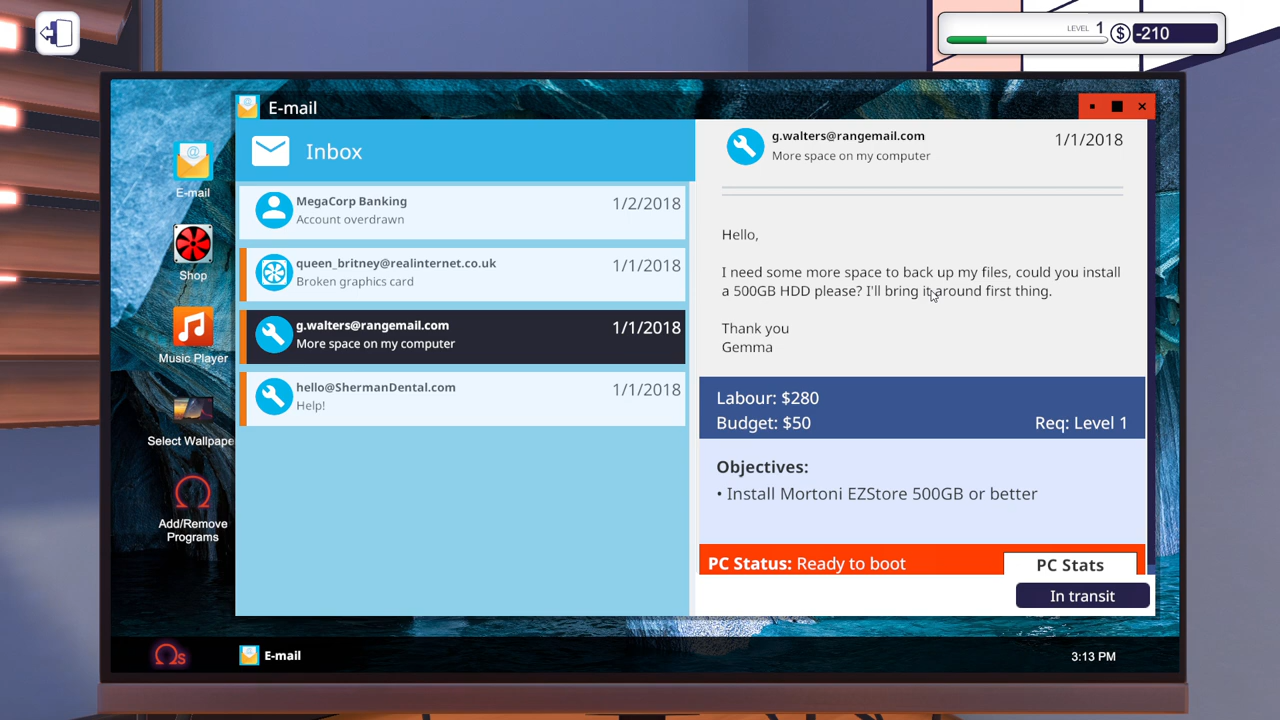 LEVEL 1
$ -210
E-mail
Inbox
MegaCorp Banking
1/2/2018
Account overdrawn
queen_britney@realinternet.co.uk
1/1/2018
Broken graphics card
g.walters@rangemail.com
1/1/2018
More space on my computer
hello@ShermanDental.com
1/1/2018
Help!
g.walters@rangemail.com
1/1/2018
More space on my computer
Hello,
I need some more space to back up my files, could you install
a 500GB HDD please? I'll bring it around first thing.
Thank you
Gemma
Labour: $280
Budget: $50
Req: Level 1
Objectives:
• Install Mortoni EZStore 500GB or better
PC Status: Ready to boot
PC Stats
In transit
E-mail
Shop
Music Player
Select Wallpape
Add/Remove
Programs
Ωs
E-mail
3:13 PM